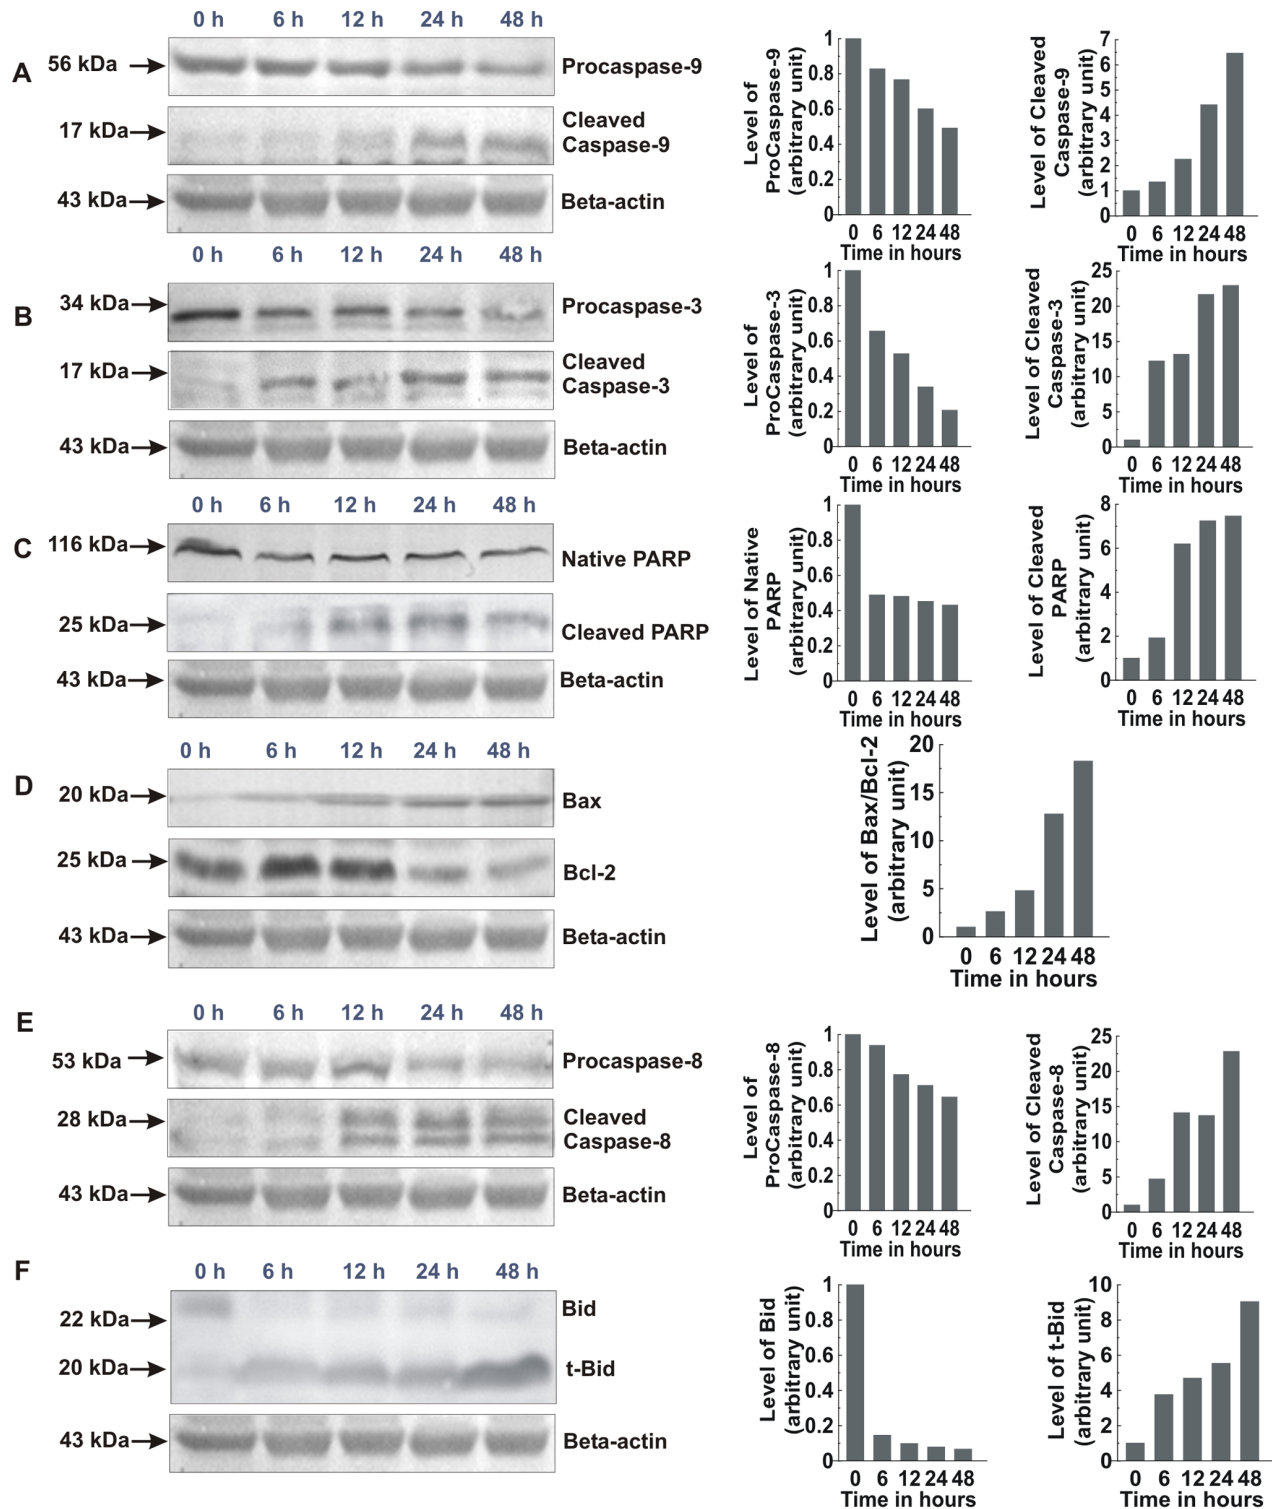 0 h 6 h 12 h 24 h 48 h
A
56 kDa
Procaspase-9
17 kDa
Cleaved
Caspase-9
43 kDa
Beta-actin
Level of
ProCaspase-9
(arbitrary unit)
1
0.8
0.6
0.4
0.2
0
0 6 12 24 48
Time in hours
Level of Cleaved
Caspase-9
(arbitrary unit)
7
6
5
4
3
2
1
0
0 6 12 24 48
Time in hours
0 h 6 h 12 h 24 h 48 h
B
34 kDa
Procaspase-3
17 kDa
Cleaved
Caspase-3
43 kDa
Beta-actin
Level of
ProCaspase-3
(arbitrary unit)
1
0.8
0.6
0.4
0.2
0
0 6 12 24 48
Time in hours
Level of Cleaved
Caspase-3
(arbitrary unit)
25
20
15
10
5
0
0 6 12 24 48
Time in hours
0 h 6 h 12 h 24 h 48 h
C
116 kDa
Native PARP
25 kDa
Cleaved PARP
43 kDa
Beta-actin
Level of Native
PARP
(arbitrary unit)
1
0.8
0.6
0.4
0.2
0
0 6 12 24 48
Time in hours
Level of Cleaved
PARP
(arbitrary unit)
8
6
4
2
0
0 6 12 24 48
Time in hours
0 h 6 h 12 h 24 h 48 h
D
20 kDa
Bax
25 kDa
Bcl-2
43 kDa
Beta-actin
Level of Bax/Bcl-2
(arbitrary unit)
20
15
10
5
0
0 6 12 24 48
Time in hours
0 h 6 h 12 h 24 h 48 h
E
53 kDa
Procaspase-8
28 kDa
Cleaved
Caspase-8
43 kDa
Beta-actin
Level of
ProCaspase-8
(arbitrary unit)
1
0.8
0.6
0.4
0.2
0
0 6 12 24 48
Time in hours
Level of Cleaved
Caspase-8
(arbitrary unit)
25
20
15
10
5
0
0 6 12 24 48
Time in hours
0 h 6 h 12 h 24 h 48 h
F
Bid
22 kDa
20 kDa
t-Bid
43 kDa
Beta-actin
Level of Bid
(arbitrary unit)
1
0.8
0.6
0.4
0.2
0
0 6 12 24 48
Time in hours
Level of t-Bid
(arbitrary unit)
10
8
6
4
2
0
0 6 12 24 48
Time in hours